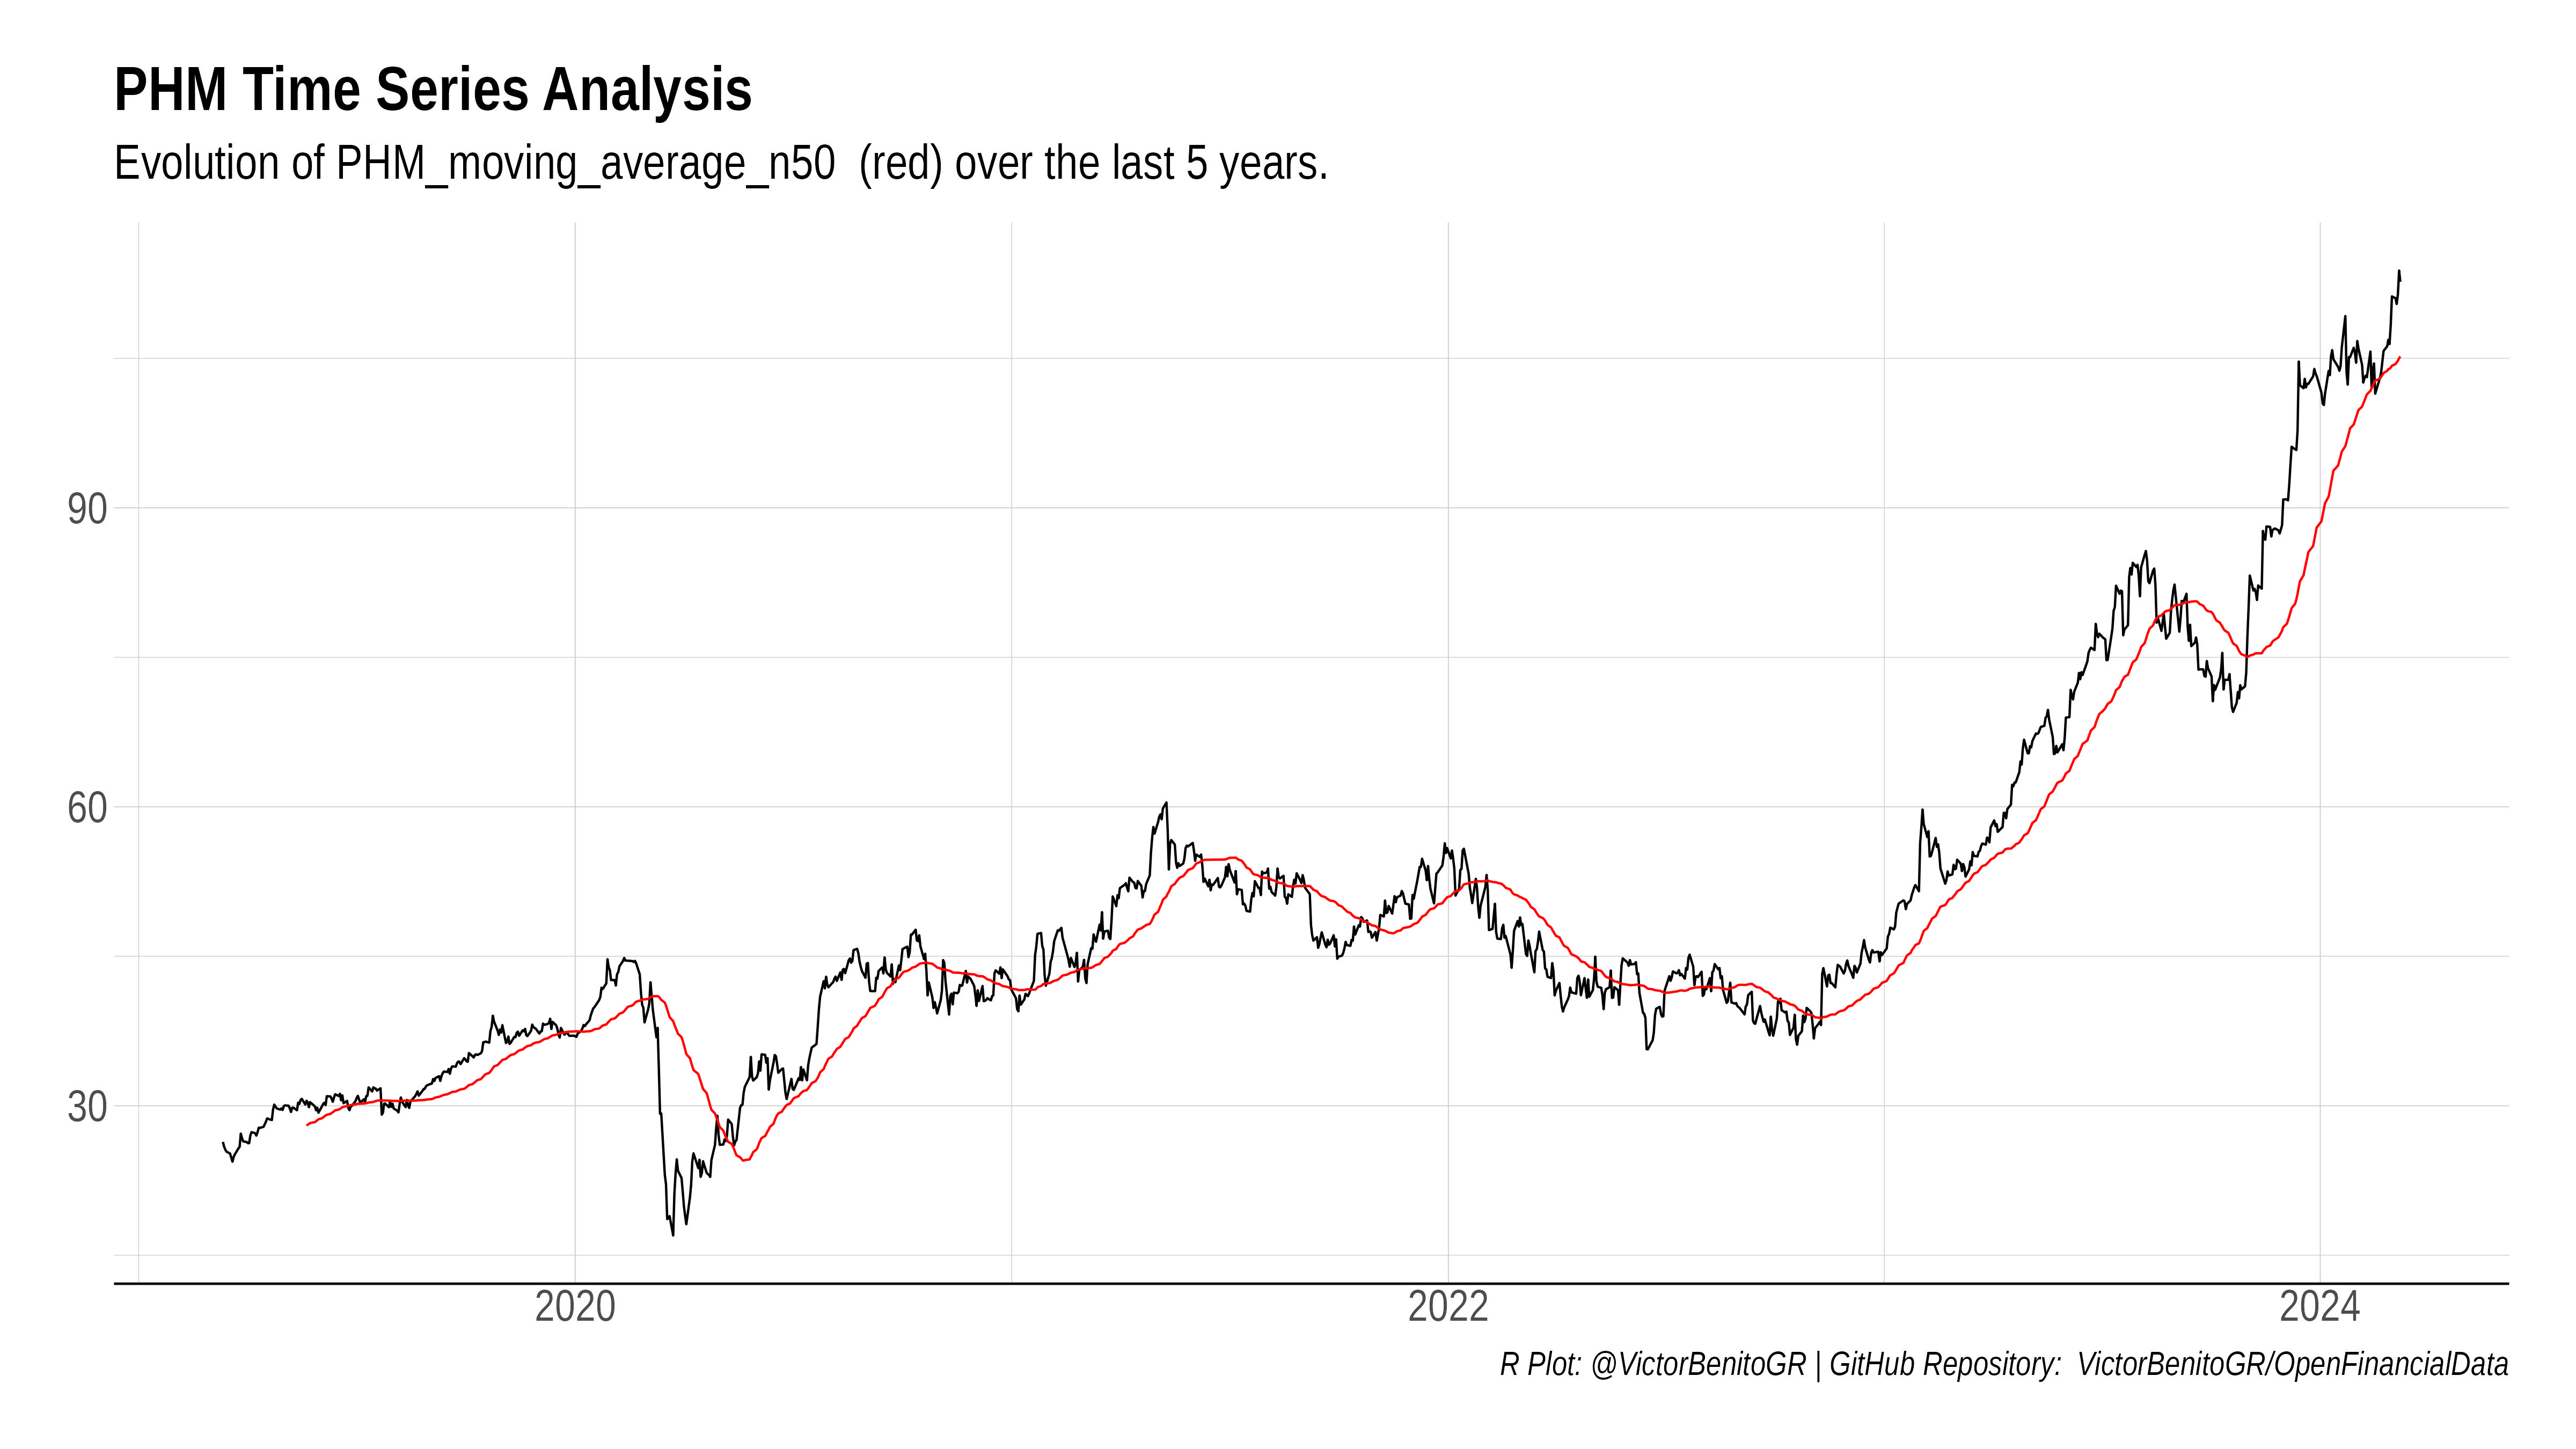 PHM Time Series Analysis
Evolution of PHM_moving_average_n50  (red) over the last 5 years.
90
60
30
2020 2022 2024
R Plot: @VictorBenitoGR | GitHub Repository:  VictorBenitoGR/OpenFinancialData